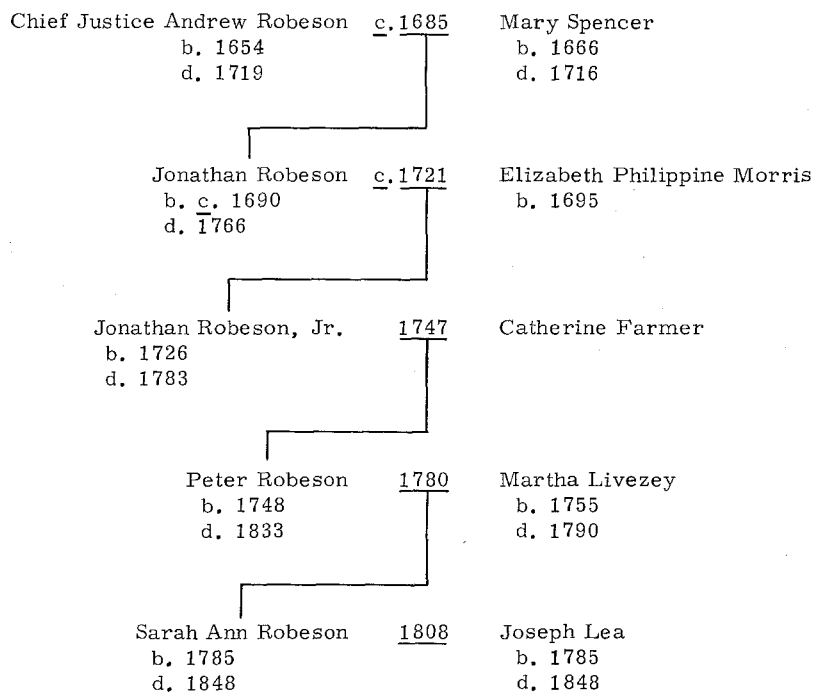 Chief Justice Andrew Robeson c. 1685 Mary Spencer
b. 1654 b. 1666
d. 1719 d. 1716
Jonathan Robeson c. 1721 Elizabeth Philippine Morris
b. c. 1690 b. 1695
d. 1766
Jonathan Robeson, Jr. 1747 Catherine Farmer
b. 1726
d. 1783
Peter Robeson 1780 Martha Livezey
b. 1748 b. 1755
d. 1833 d. 1790
Sarah Ann Robeson 1808 Joseph Lea
b. 1785 b. 1785
d. 1848 d. 1848